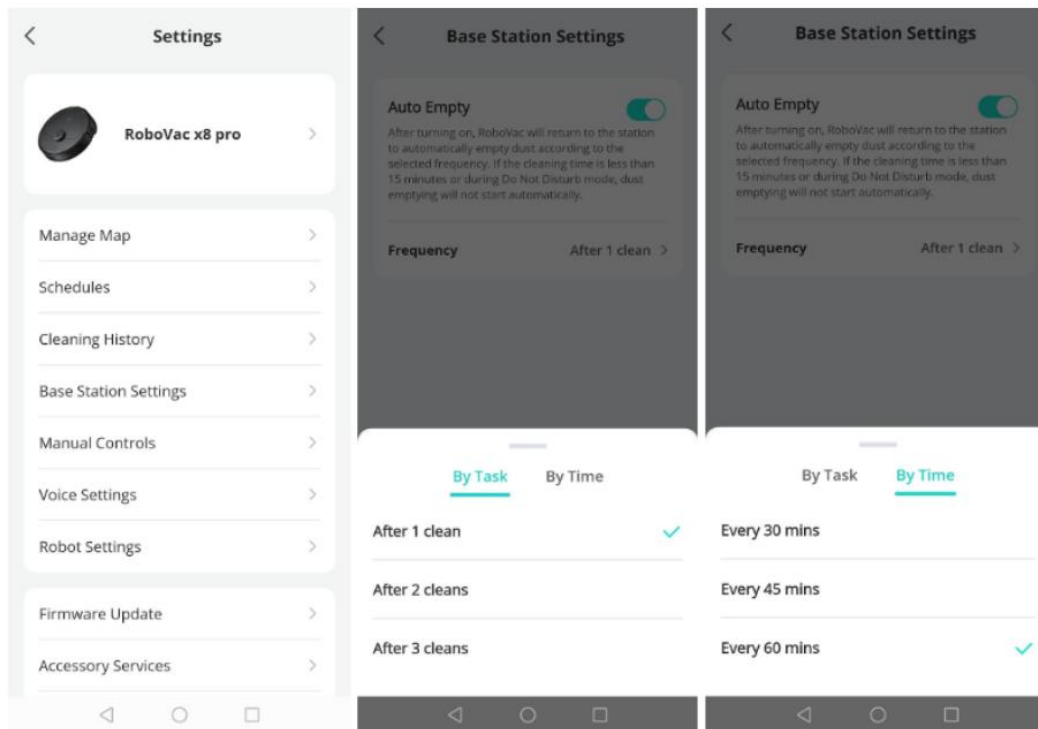 Settings
RoboVac x8 pro
Manage Map
Schedules
Cleaning History
Base Station Settings
Manual Controls
Voice Settings
Robot Settings
Firmware Update
Accessory Services
Base Station Settings
Auto Empty
After turning on, RoboVac will return to the station
to automatically empty dust according to the
selected frequency. If the cleaning time is less than
15 minutes or during Do Not Disturb mode, dust
emptying will not start automatically.
Frequency After 1 clean
By Task By Time
After 1 clean
After 2 cleans
After 3 cleans
Base Station Settings
Auto Empty
After turning on, RoboVac will return to the station
to automatically empty dust according to the
selected frequency. If the cleaning time is less than
15 minutes or during Do Not Disturb mode, dust
emptying will not start automatically.
Frequency After 1 clean
By Task By Time
Every 30 mins
Every 45 mins
Every 60 mins